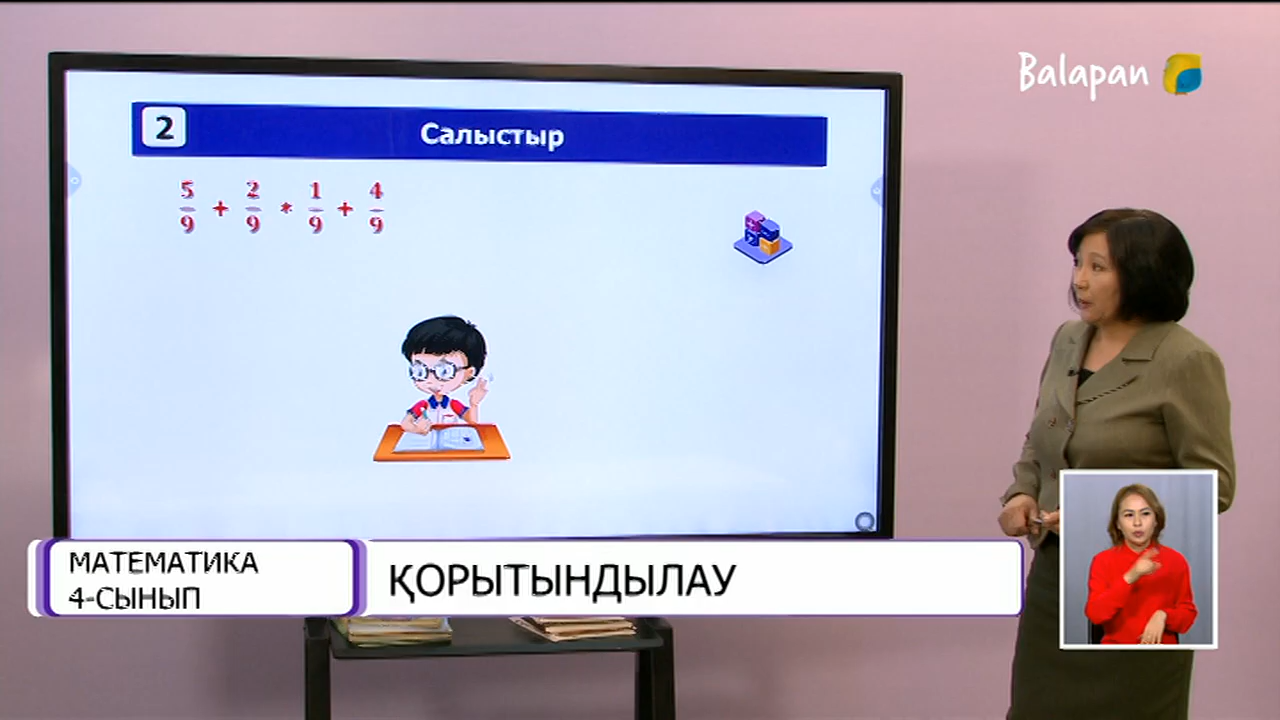 Balapan
2 Салыстыр
5/9 + 2/9 * 1/9 + 4/9
МАТЕМАТИКА
4-СЫНЫП
ҚОРЫТЫНДЫЛАУ